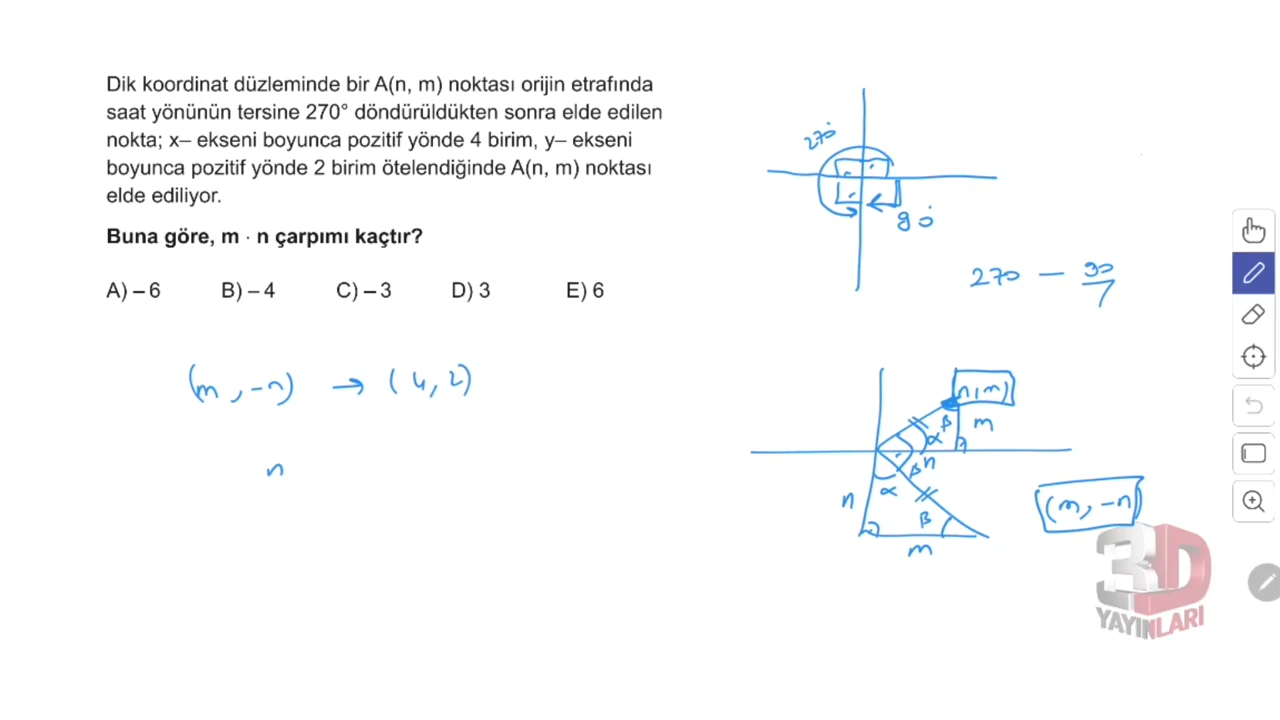 Dik koordinat düzleminde bir A(n, m) noktası orijin etrafında
saat yönünün tersine 270° döndürüldükten sonra elde edilen
nokta; x– ekseni boyunca pozitif yönde 4 birim, y– ekseni
boyunca pozitif yönde 2 birim ötelendiğinde A(n, m) noktası
elde ediliyor.
Buna göre, m · n çarpımı kaçtır?
A) – 6 B) – 4 C) – 3 D) 3 E) 6
(m, -n) → (4, 2)
n
270°
90°
270 - 90
n, m)
β
α
m
n
β
n
α
β
m
(m, -n)
3D
YAYINLARI